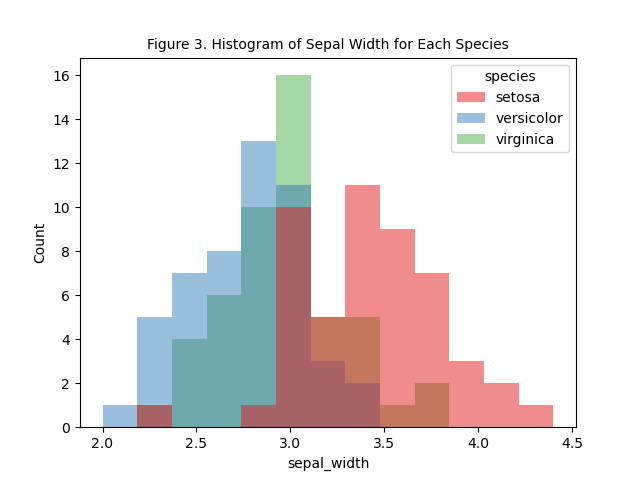 Figure 3. Histogram of Sepal Width for Each Species
species
setosa
versicolor
virginica
Count
16
14
12
10
8
6
4
2
0
2.0 2.5 3.0 3.5 4.0 4.5
sepal_width